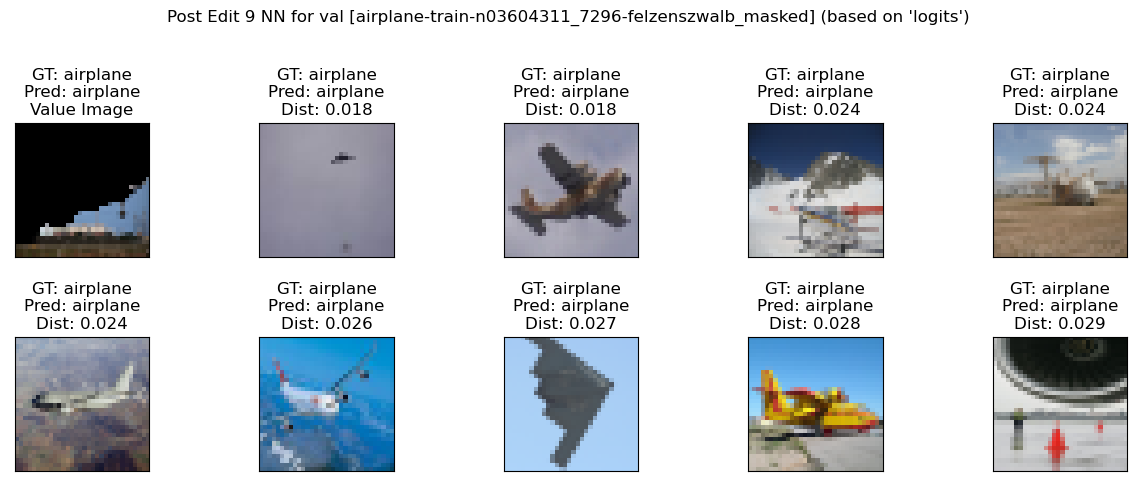 Post Edit 9 NN for val [airplane-train-n03604311_7296-felzenszwalb_masked] (based on 'logits')
GT: airplane
Pred: airplane
Value Image
GT: airplane
Pred: airplane
Dist: 0.018
GT: airplane
Pred: airplane
Dist: 0.018
GT: airplane
Pred: airplane
Dist: 0.024
GT: airplane
Pred: airplane
Dist: 0.024
GT: airplane
Pred: airplane
Dist: 0.024
GT: airplane
Pred: airplane
Dist: 0.026
GT: airplane
Pred: airplane
Dist: 0.027
GT: airplane
Pred: airplane
Dist: 0.028
GT: airplane
Pred: airplane
Dist: 0.029